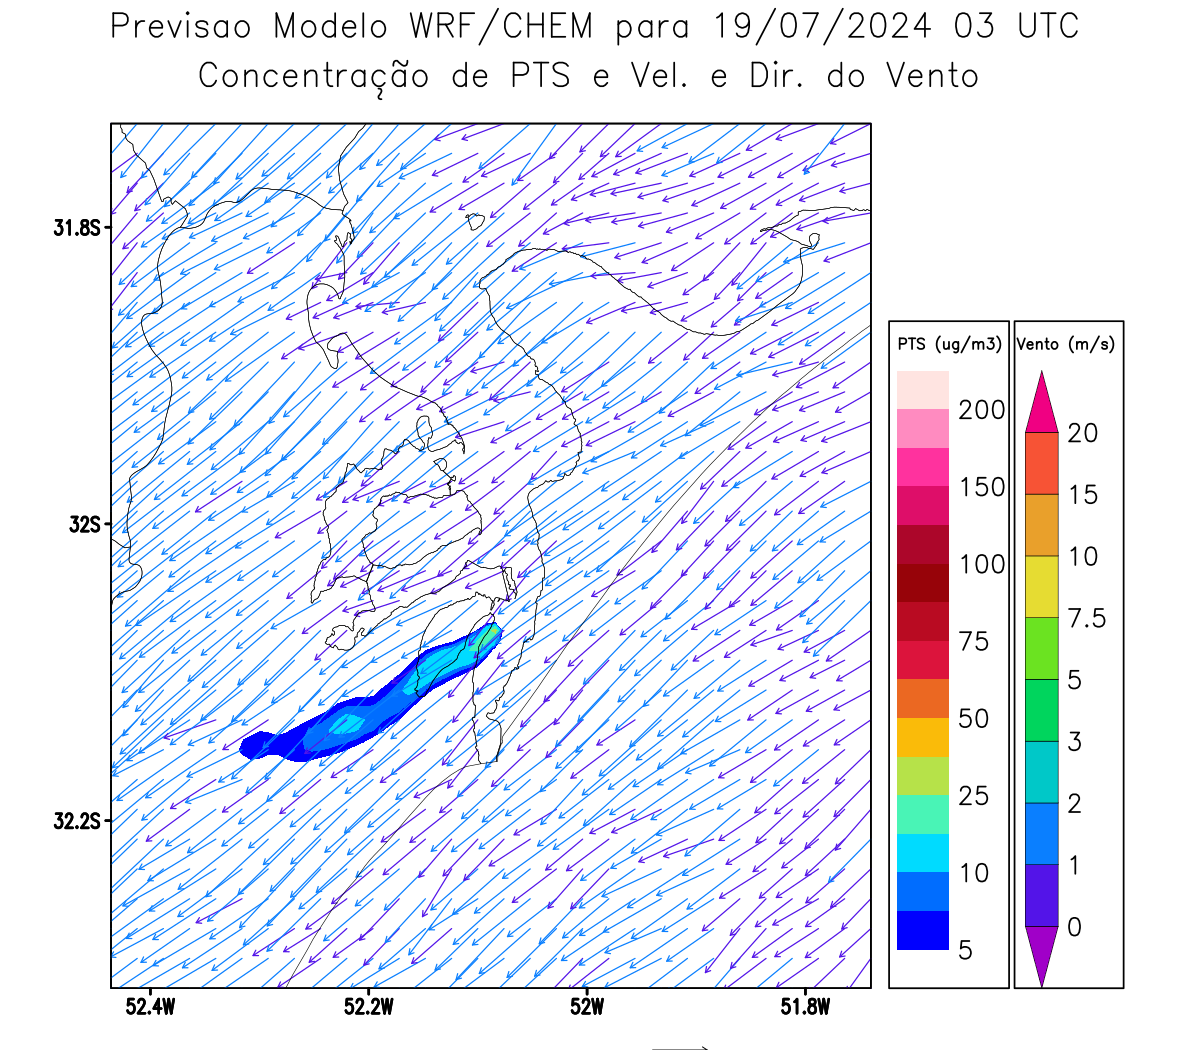 Previsao Modelo WRF/CHEM para 19/07/2024 03 UTC
Concentração de PTS e Vel. e Dir. do Vento
31.8S
32S
32.2S
52.4W 52.2W 52W 51.8W
PTS (ug/m3)
200
150
100
75
50
25
10
5
Vento (m/s)
20
15
10
7.5
5
3
2
1
0